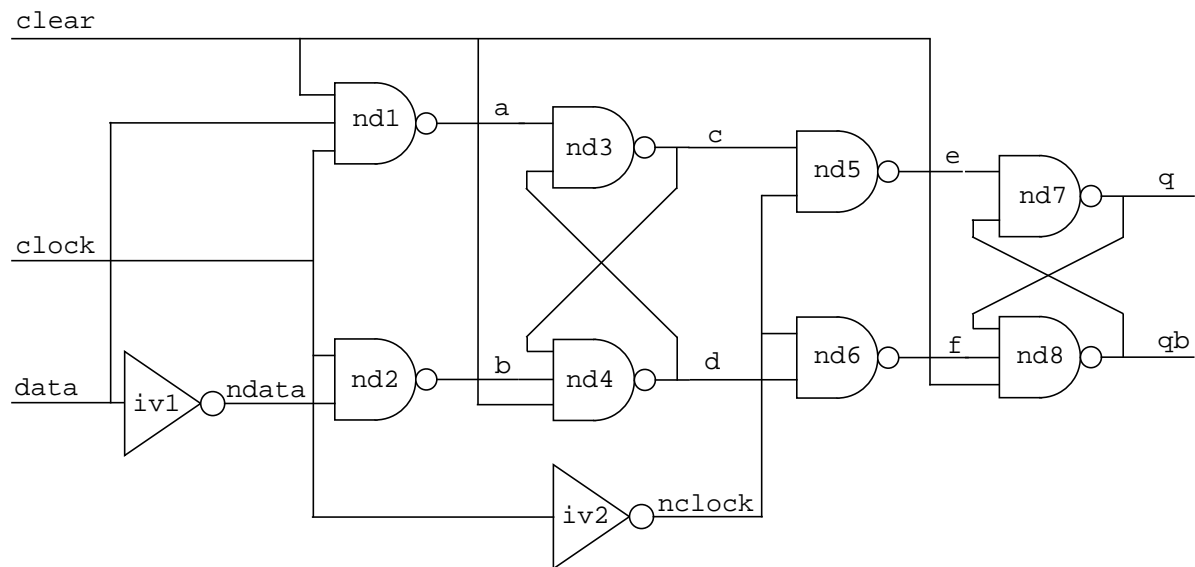 clear
nd1
a
nd3
c
nd5
e
nd7
q
clock
data
iv1
ndata
nd2
b
nd4
d
nd6
f
nd8
qb
iv2
nclock